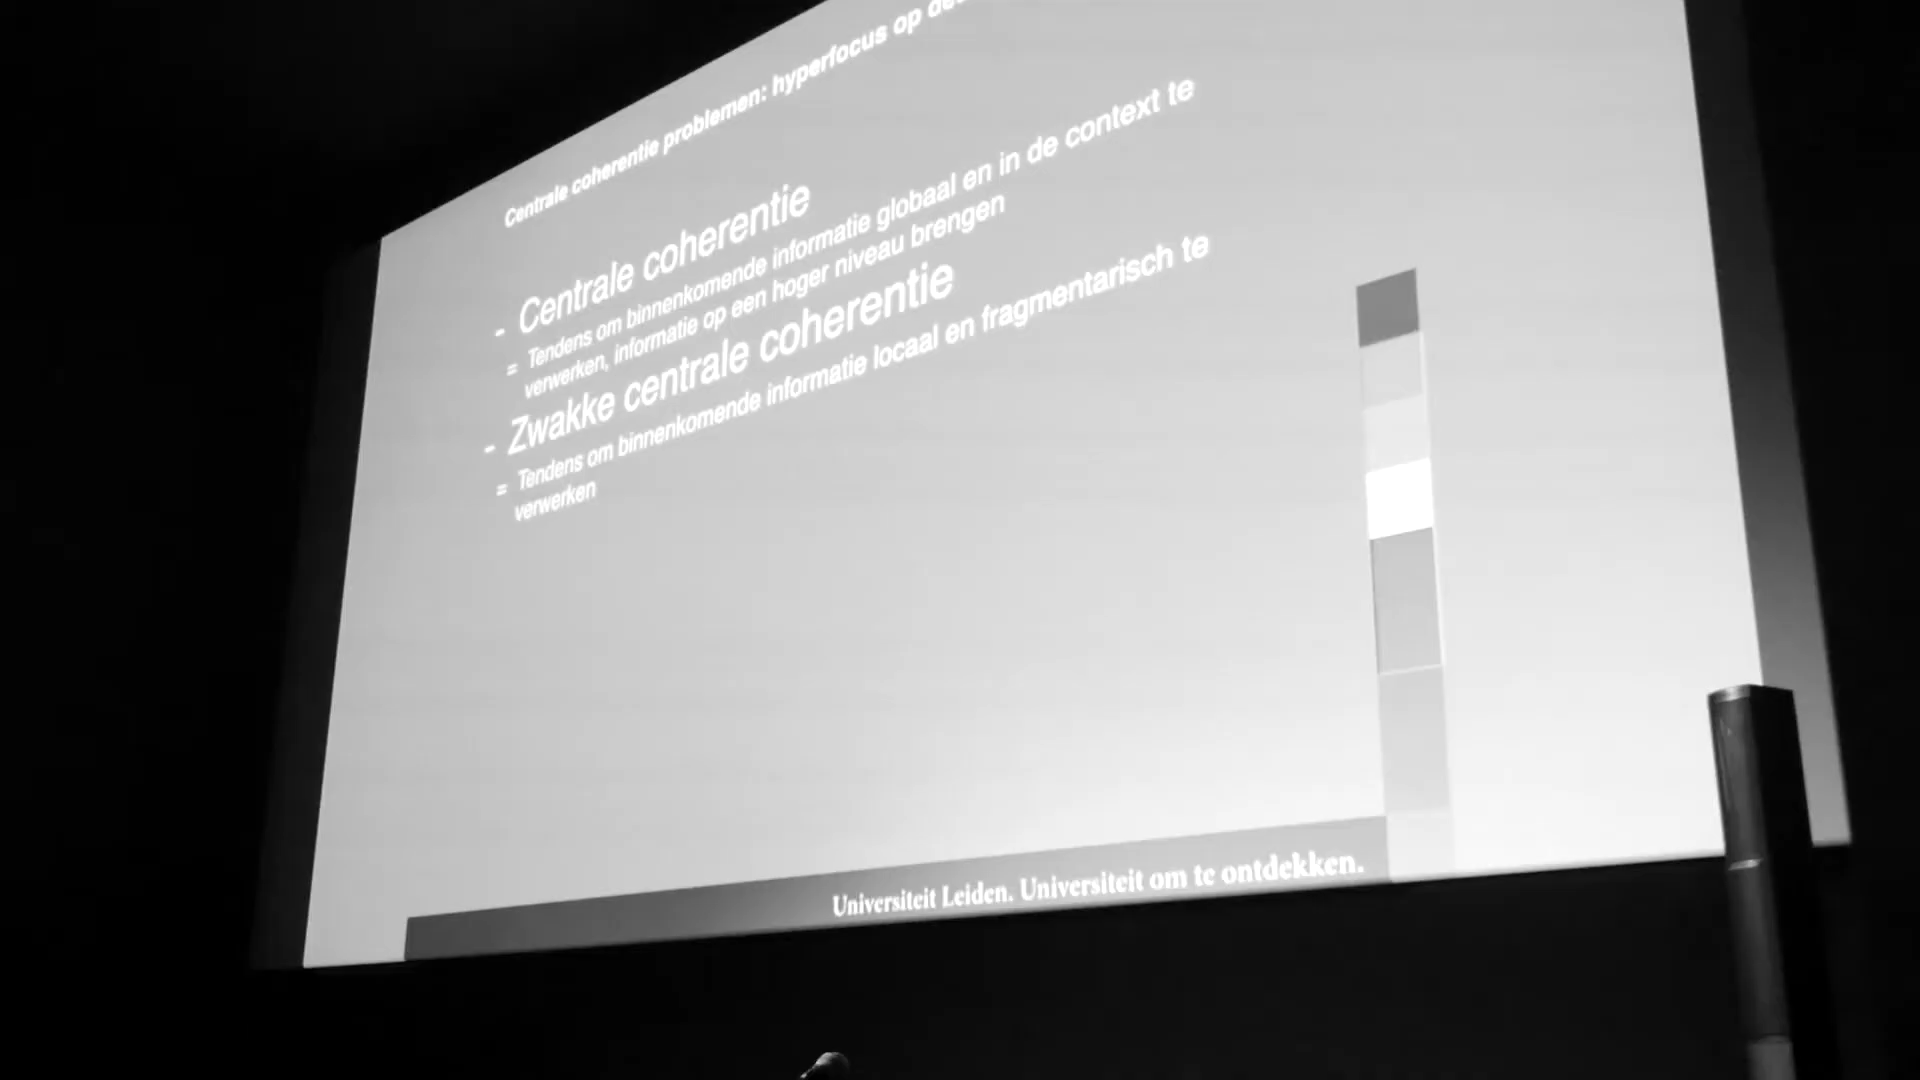 Centrale coherentie problemen: hyperfocus op
- Centrale coherentie
= Tendens om binnenkomende informatie globaal en in de context te
verwerken, informatie op een hoger niveau brengen
- Zwakke centrale coherentie
= Tendens om binnenkomende informatie locaal en fragmentarisch te
verwerken
Universiteit Leiden. Universiteit om te ontdekken.